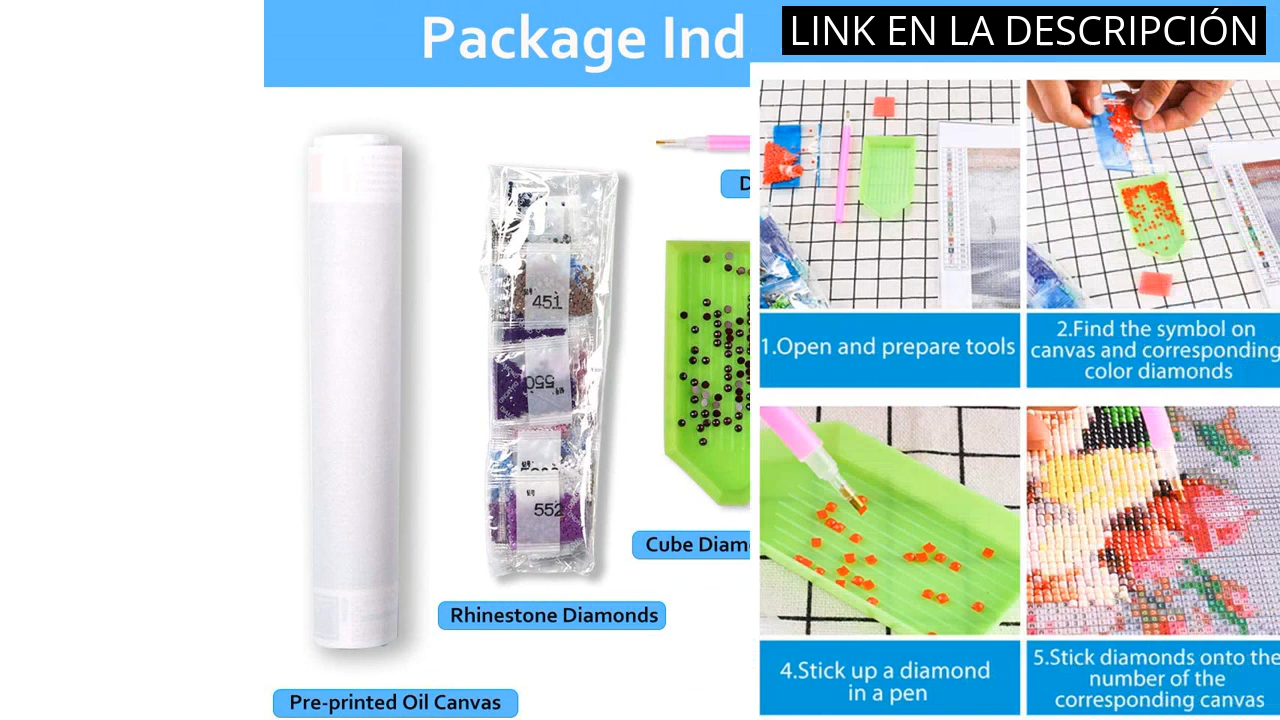 Package Ind
LINK EN LA DESCRIPCIÓN
451
550
552
D
Cube Diam
Rhinestone Diamonds
Pre-printed Oil Canvas
1.Open and prepare tools
2.Find the symbol on
canvas and corresponding
color diamonds
4.Stick up a diamond
in a pen
5.Stick diamonds onto the
number of the
corresponding canvas